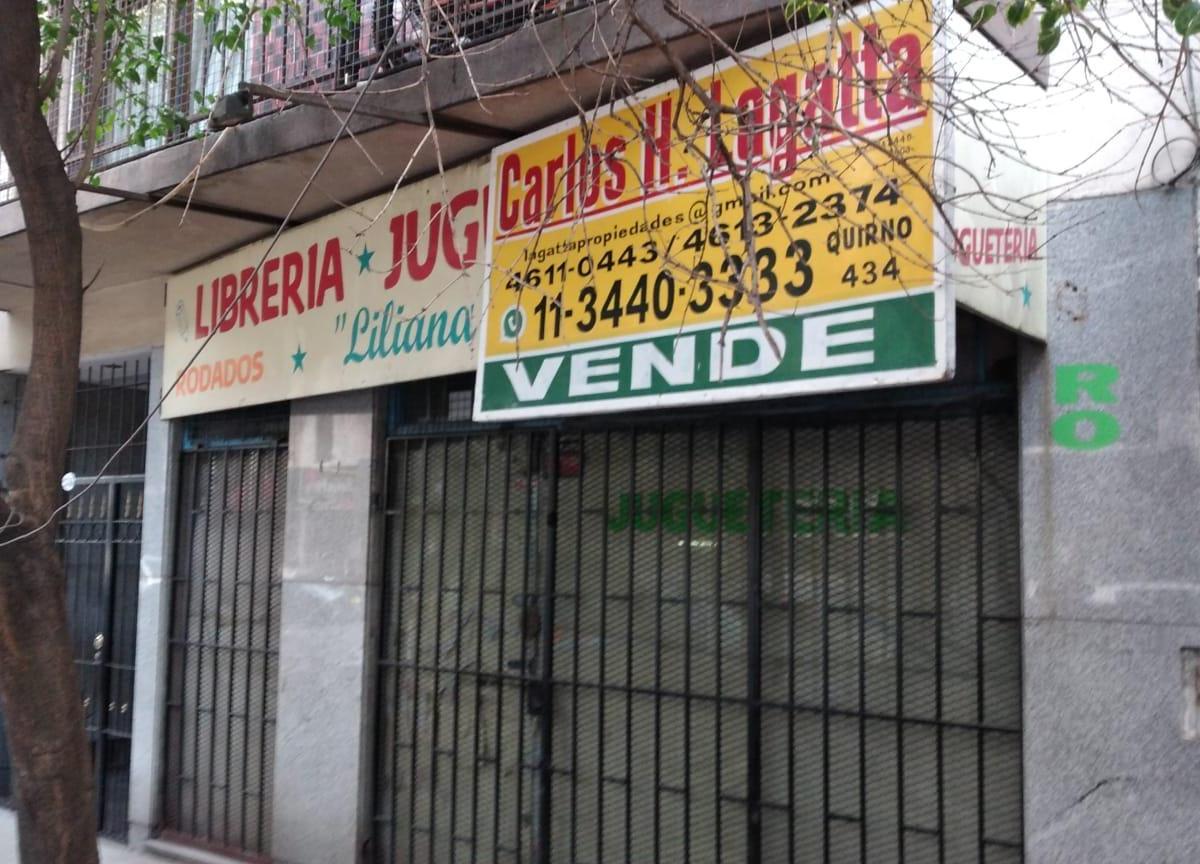 LIBRERIA ★ JUG
RODADOS ★ "Liliana
Carlos H. Lagatta
lagattapropiedades@gmail.com
4611-0443/4613-2374
11-3440-3333
QUIRNO
434
VENDE
JUGUETERIA
RO
JUGUETERIA